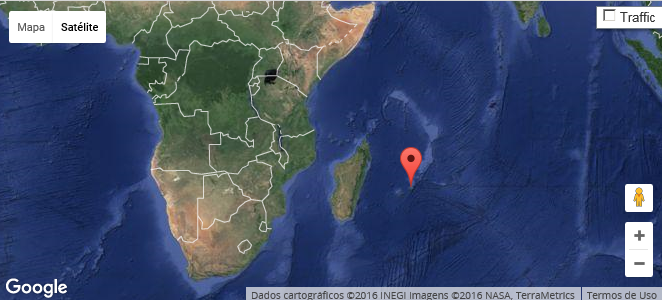 Mapa Satélite
Traffic
+
−
Google
Dados cartográficos ©2016 INEGI Imagens ©2016 NASA, TerraMetrics Termos de Uso